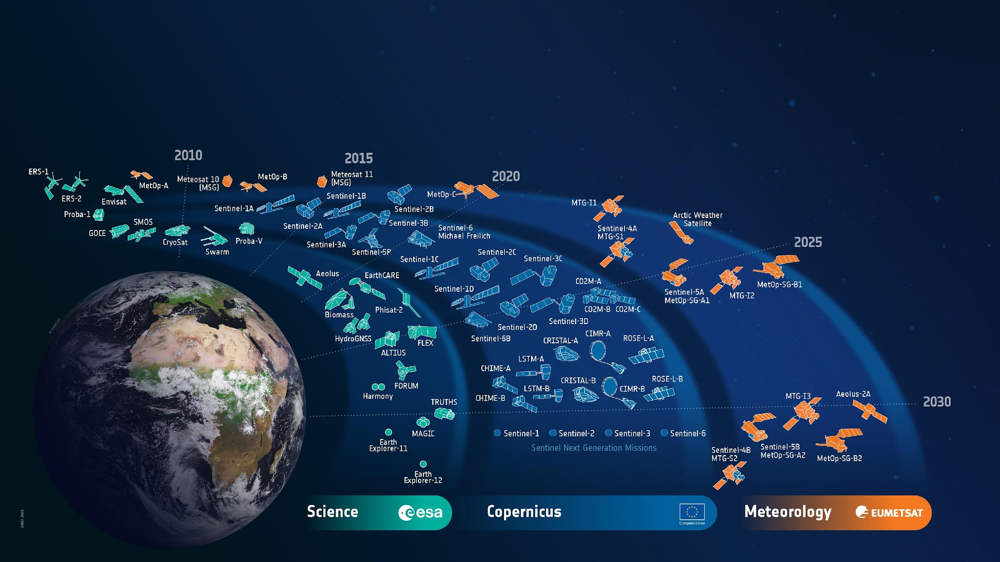 2010
2015
2020
2025
2030
ERS-1
ERS-2
Envisat
MetOp-A
Proba-1
GOCE
SMOS
Meteosat 10
(MSG)
MetOp-B
CryoSat
Swarm
Proba-V
Meteosat 11
(MSG)
Sentinel-1A
Sentinel-1B
Sentinel-2A
Sentinel-2B
Sentinel-3A
Sentinel-3B
Sentinel-5P
MetOp-C
Sentinel-6
Michael Freilich
Aeolus
EarthCARE
Biomass
Phisat-2
HydroGNSS
ALTIUS
FLEX
Sentinel-1C
Sentinel-2C
Sentinel-3C
Sentinel-1D
Sentinel-2D
Sentinel-3D
Sentinel-6B
CO2M-A
CO2M-B
CO2M-C
MTG-I1
Sentinel-4A
MTG-S1
Arctic Weather
Satellite
Sentinel-5A
MetOp-SG-A1
MTG-I2
MetOp-SG-B1
FORUM
Harmony
TRUTHS
MAGIC
Earth
Explorer-11
Earth
Explorer-12
CHIME-A
CHIME-B
LSTM-A
LSTM-B
CRISTAL-A
CRISTAL-B
CIMR-A
CIMR-B
ROSE-L-A
ROSE-L-B
Sentinel-1
Sentinel-2
Sentinel-3
Sentinel-6
Sentinel Next Generation Missions
MTG-I3
Aeolus-2A
Sentinel-4B
MTG-S2
Sentinel-5B
MetOp-SG-A2
MetOp-SG-B2
© EUMETSAT
©ESA 2023
Science
esa
Copernicus
European Union
Meteorology
EUMETSAT